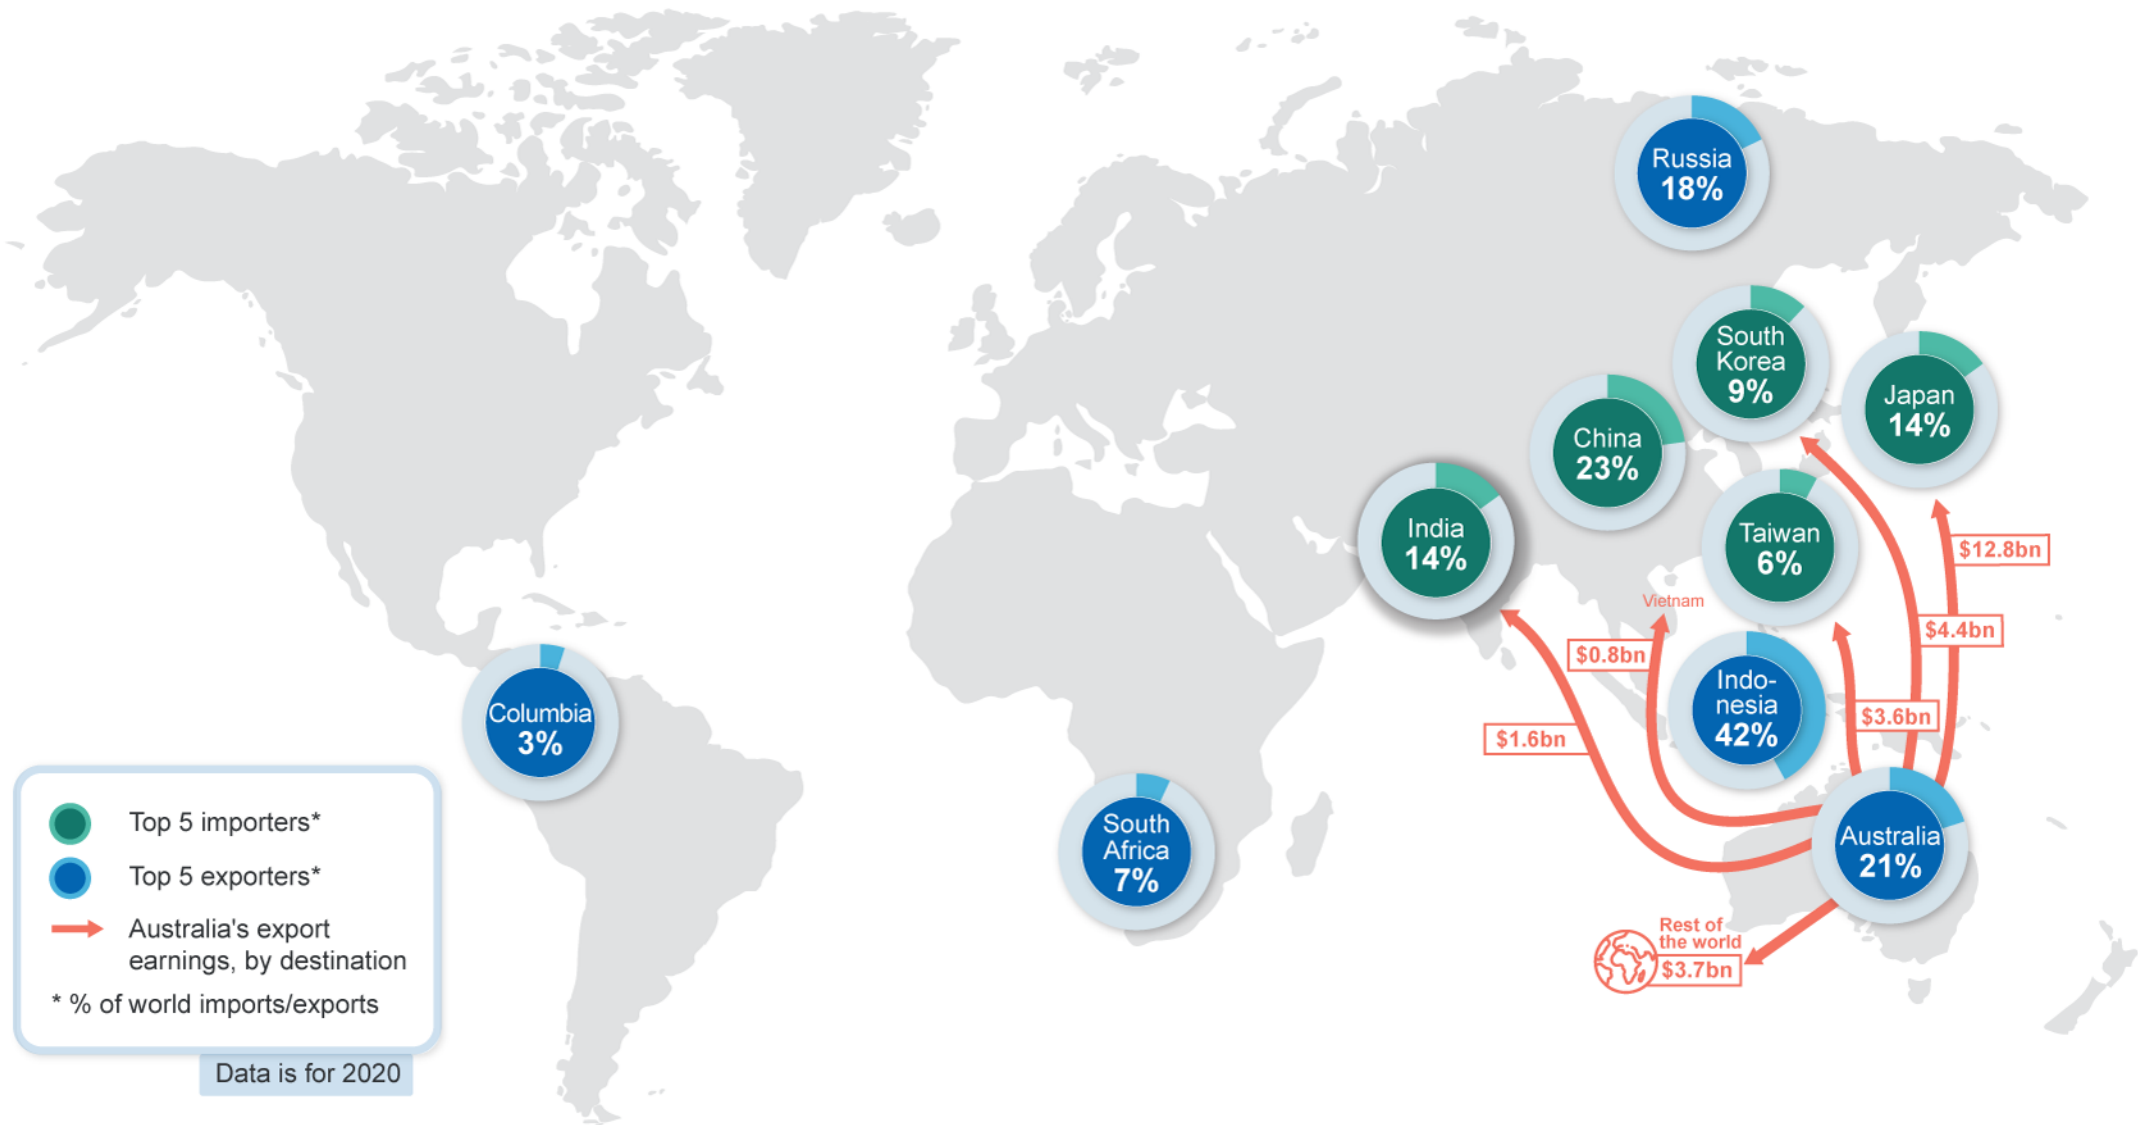 Russia
18%
South
Korea
9%
Japan
14%
China
23%
India
14%
Taiwan
6%
$12.8bn
Vietnam
$4.4bn
$0.8bn
Indo-
nesia
42%
$3.6bn
$1.6bn
Columbia
3%
South
Africa
7%
Australia
21%
Rest of
the world
$3.7bn
Top 5 importers*
Top 5 exporters*
Australia's export
earnings, by destination
* % of world imports/exports
Data is for 2020